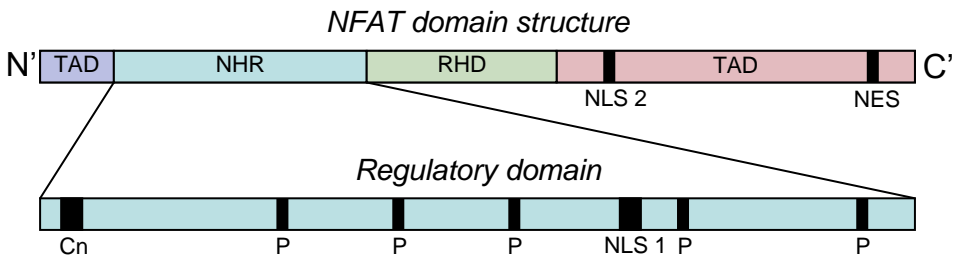 NFAT domain structure
N' TAD NHR RHD TAD C'
NLS 2 NES
Regulatory domain
Cn P P P NLS 1 P P